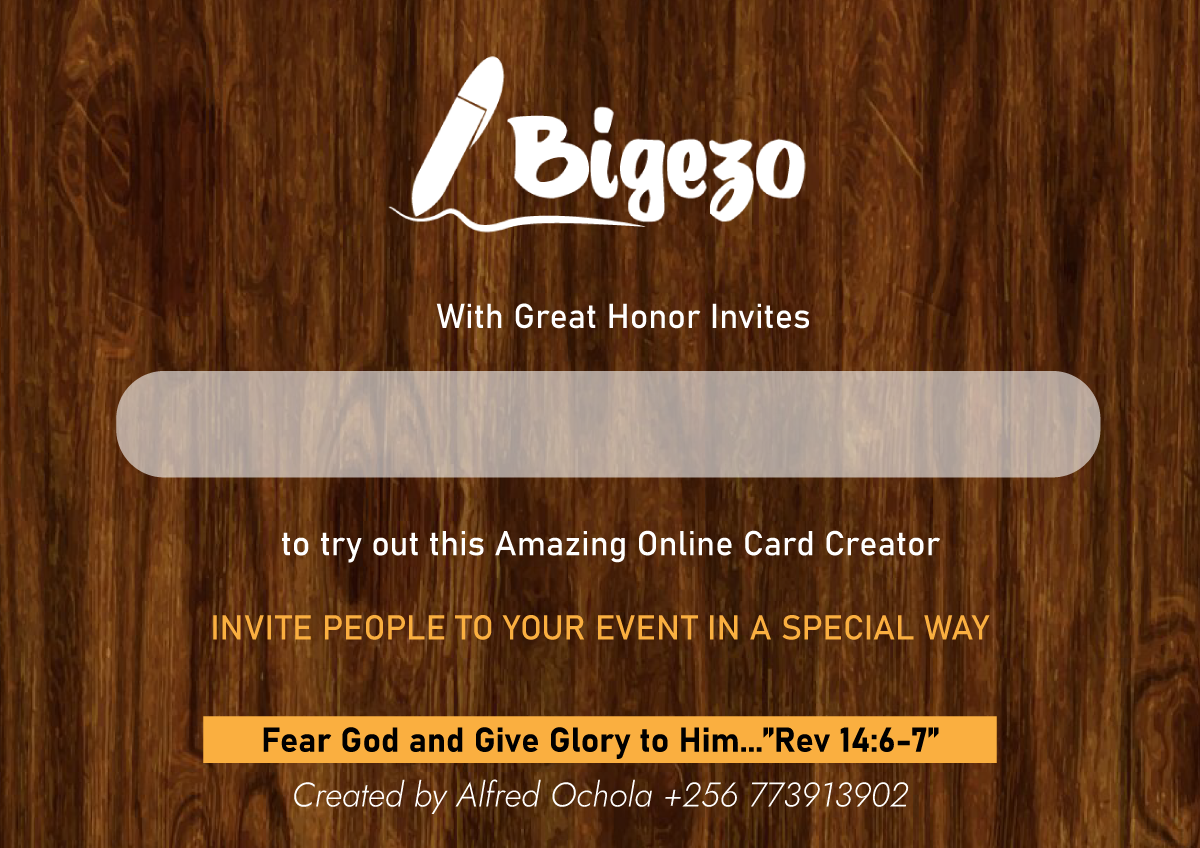 Bigezo
With Great Honor Invites
to try out this Amazing Online Card Creator
INVITE PEOPLE TO YOUR EVENT IN A SPECIAL WAY
Fear God and Give Glory to Him...”Rev 14:6-7”
Created by Alfred Ochola +256 773913902